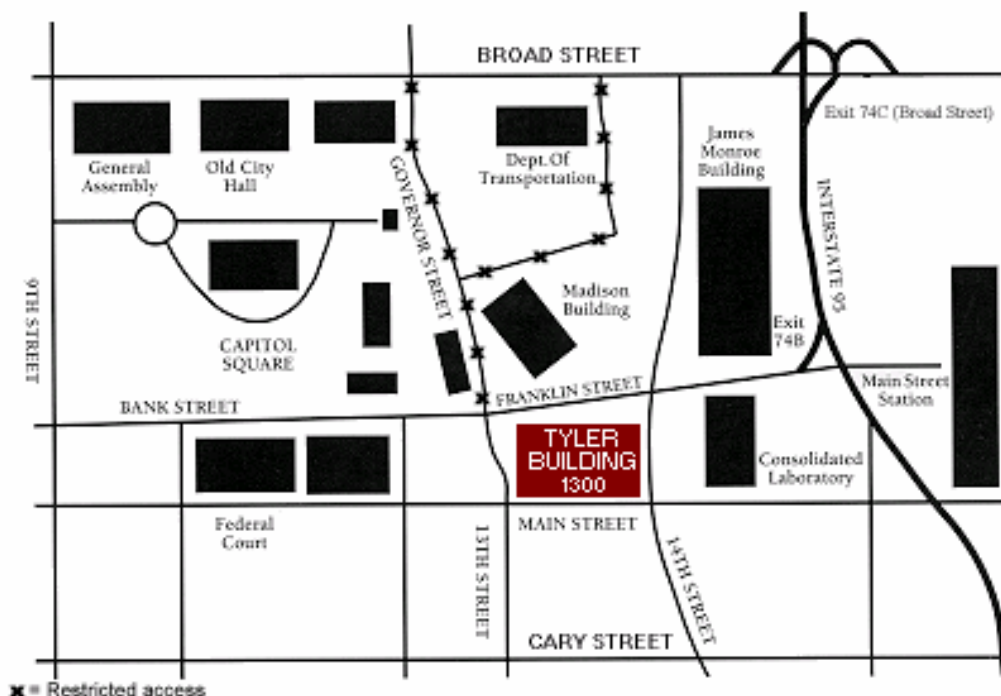 BROAD STREET
Exit 74C (Broad Street)
General
Assembly
Old City
Hall
Dept. Of
Transportation
James
Monroe
Building
GOVERNOR STREET
INTERSTATE 95
9TH STREET
Madison
Building
Exit
74B
CAPITOL
SQUARE
Main Street
Station
FRANKLIN STREET
BANK STREET
TYLER
BUILDING
1300
Consolidated
Laboratory
Federal
Court
MAIN STREET
13TH STREET
14TH STREET
CARY STREET
x = Restricted access